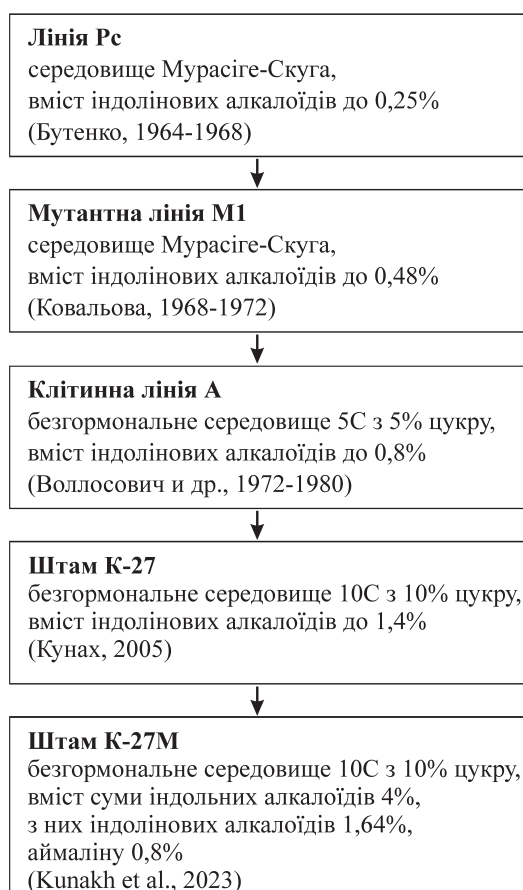 Лінія Рс
середовище Мурасіге-Скуга,
вміст індолінових алкалоїдів до 0,25%
(Бутенко, 1964-1968)
Мутантна лінія М1
середовище Мурасіге-Скуга,
вміст індолінових алкалоїдів до 0,48%
(Ковальова, 1968-1972)
Клітинна лінія А
безгормональне середовище 5С з 5% цукру,
вміст індолінових алкалоїдів до 0,8%
(Воллосович и др., 1972-1980)
Штам К-27
безгормональне середовище 10С з 10% цукру,
вміст індолінових алкалоїдів до 1,4%
(Кунах, 2005)
Штам К-27М
безгормональне середовище 10С з 10% цукру,
вміст суми індольних алкалоїдів 4%,
з них індолінових алкалоїдів 1,64%,
аймаліну 0,8%
(Kunakh et al., 2023)